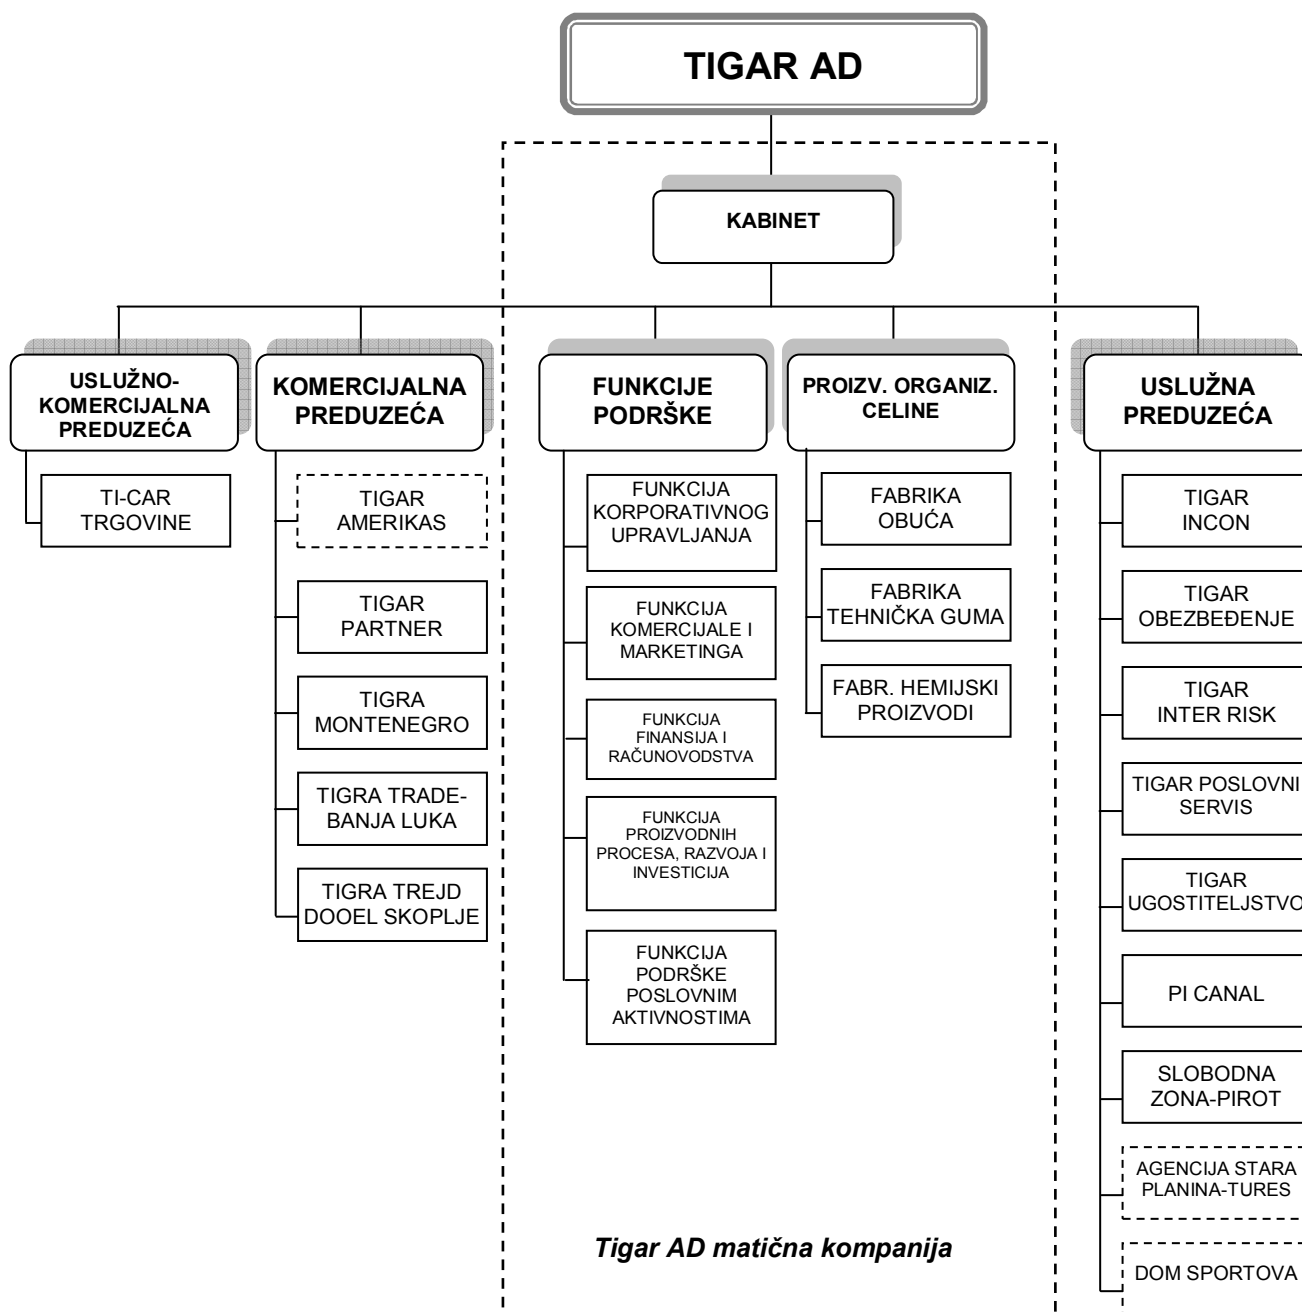 TIGAR AD
KABINET
USLUŽNO-
KOMERCIJALNA
PREDUZEĆA
TI-CAR
TRGOVINE
KOMERCIJALNA
PREDUZEĆA
TIGAR
AMERIKAS
TIGAR
PARTNER
TIGRA
MONTENEGRO
TIGRA TRADE-
BANJA LUKA
TIGRA TREJD
DOOEL SKOPLJE
FUNKCIJE
PODRŠKE
FUNKCIJA
KORPORATIVNOG
UPRAVLJANJA
FUNKCIJA
KOMERCIJALE I
MARKETINGA
FUNKCIJA
FINANSIJA I
RAČUNOVODSTVA
FUNKCIJA
PROIZVODNIH
PROCESA, RAZVOJA I
INVESTICIJA
FUNKCIJA
PODRŠKE
POSLOVNIM
AKTIVNOSTIMA
PROIZV. ORGANIZ.
CELINE
FABRIKA
OBUĆA
FABRIKA
TEHNIČKA GUMA
FABR. HEMIJSKI
PROIZVODI
USLUŽNA
PREDUZEĆA
TIGAR
INCON
TIGAR
OBEZBEĐENJE
TIGAR
INTER RISK
TIGAR POSLOVNI
SERVIS
TIGAR
UGOSTITELJSTVO
PI CANAL
SLOBODNA
ZONA-PIROT
AGENCIJA STARA
PLANINA-TURES
DOM SPORTOVA
Tigar AD matična kompanija